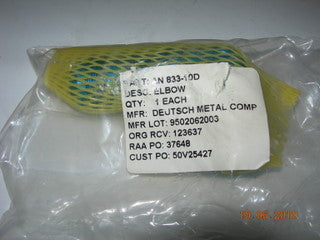 PART: AN 833-10D
DESC: ELBOW
QTY: 1 EACH
MFR: DEUTSCH METAL COMP
MFR LOT: 9502062003
ORG RCV: 123637
RAA PO: 37648
CUST PO: 50V25427